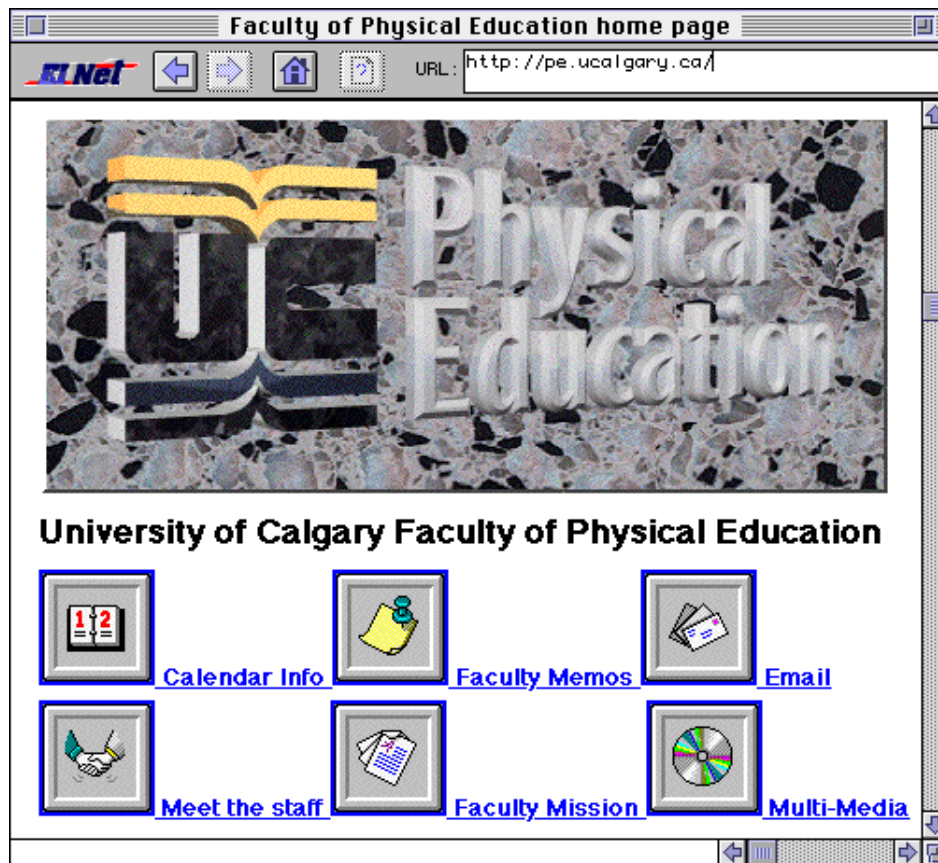 Faculty of Physical Education home page
URL: http://pe.ucalgary.ca/
UC
Physical
Education
University of Calgary Faculty of Physical Education
1 2
Calendar Info Faculty Memos Email
Meet the staff Faculty Mission Multi-Media